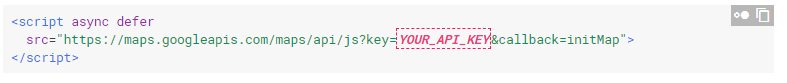 <script async defer
src="https://maps.googleapis.com/maps/api/js?key=YOUR_API_KEY&callback=initMap">
</script>